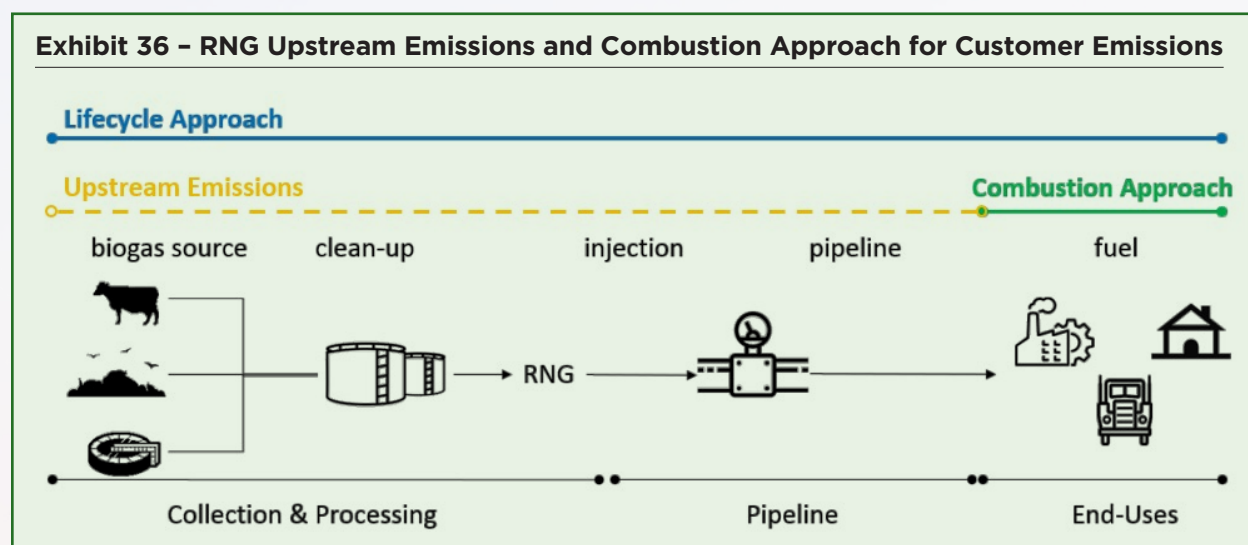 Exhibit 36 – RNG Upstream Emissions and Combustion Approach for Customer Emissions
Lifecycle Approach
Upstream Emissions Combustion Approach
biogas source clean-up injection pipeline fuel
RNG
Collection & Processing Pipeline End-Uses